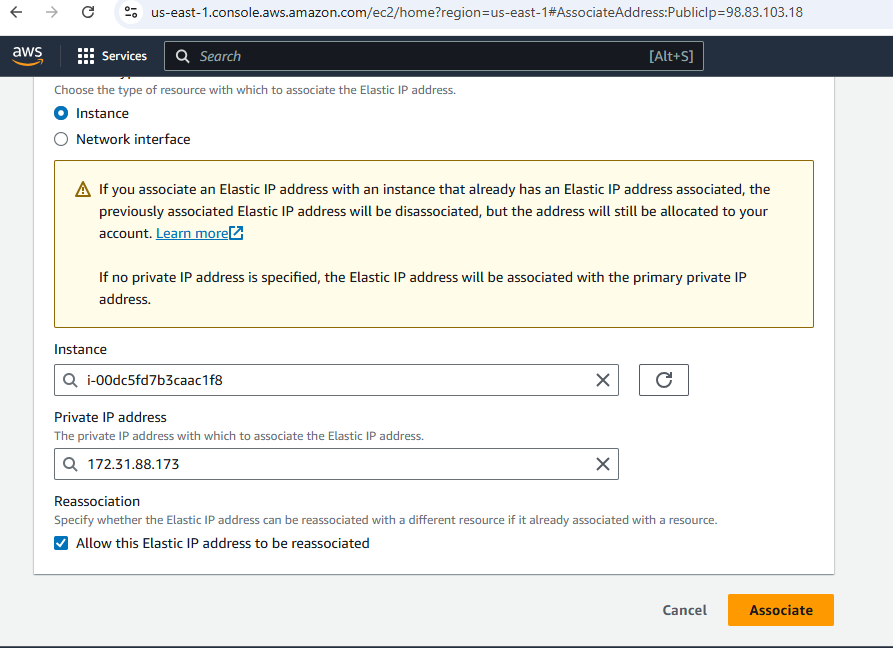 us-east-1.console.aws.amazon.com/ec2/home?region=us-east-1#AssociateAddress:PublicIp=98.83.103.18
aws Services Search [Alt+S]
Choose the type of resource with which to associate the Elastic IP address.
Instance
Network interface
If you associate an Elastic IP address with an instance that already has an Elastic IP address associated, the
previously associated Elastic IP address will be disassociated, but the address will still be allocated to your
account. Learn more
If no private IP address is specified, the Elastic IP address will be associated with the primary private IP
address.
Instance
i-00dc5fd7b3caac1f8
Private IP address
The private IP address with which to associate the Elastic IP address.
172.31.88.173
Reassociation
Specify whether the Elastic IP address can be reassociated with a different resource if it already associated with a resource.
Allow this Elastic IP address to be reassociated
Cancel Associate